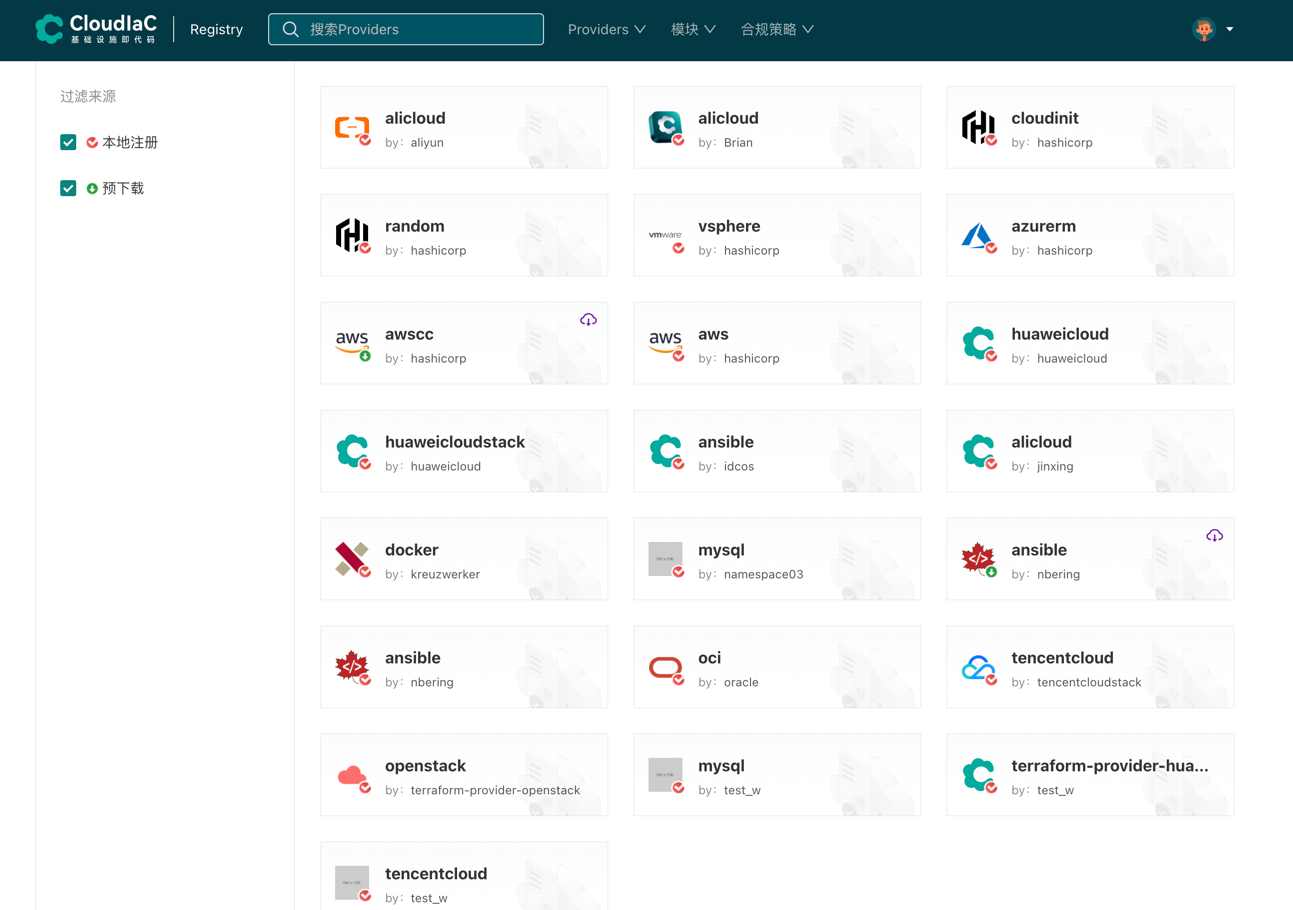 CloudIaC
基础设施即代码
Registry
搜索Providers
Providers
模块
合规策略
过滤来源
本地注册
预下载
alicloud
by: aliyun
alicloud
by: Brian
cloudinit
by: hashicorp
random
by: hashicorp
vmware
vsphere
by: hashicorp
azurerm
by: hashicorp
aws
awscc
by: hashicorp
aws
aws
by: hashicorp
huaweicloud
by: huaweicloud
huaweicloudstack
by: huaweicloud
ansible
by: idcos
alicloud
by: jinxing
docker
by: kreuzwerker
mysql
by: namespace03
ansible
by: nbering
ansible
by: nbering
oci
by: oracle
tencentcloud
by: tencentcloudstack
openstack
by: terraform-provider-openstack
mysql
by: test_w
terraform-provider-hua...
by: test_w
tencentcloud
by: test_w